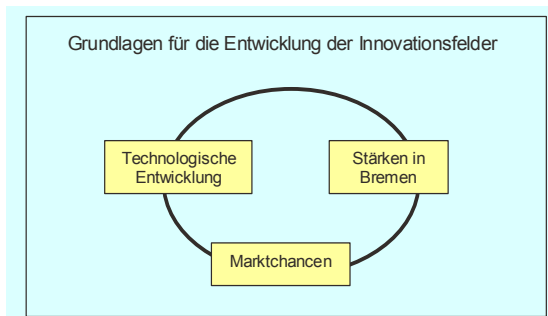 Grundlagen für die Entwicklung der Innovationsfelder
Technologische
Entwicklung
Stärken in
Bremen
Marktchancen